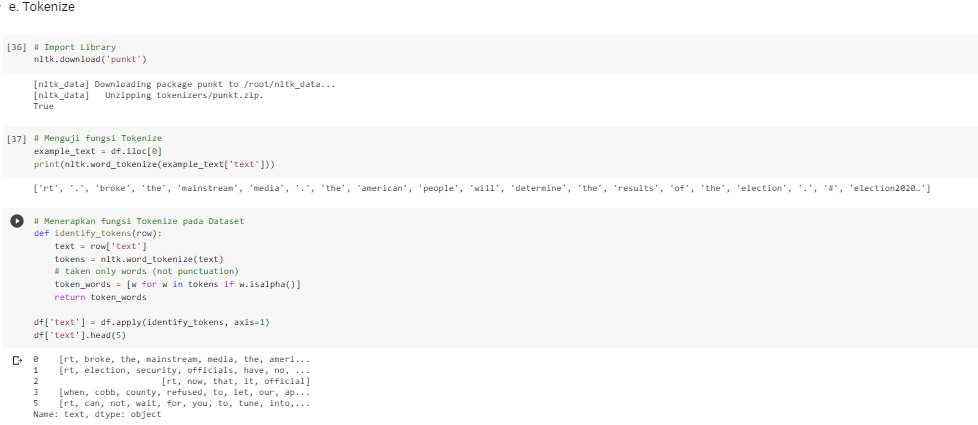 e. Tokenize
[36] # Import Library
nltk.download('punkt')
[nltk_data] Downloading package punkt to /root/nltk_data...
[nltk_data]   Unzipping tokenizers/punkt.zip.
True
[37] # Menguji fungsi Tokenize
example_text = df.iloc[0]
print(nltk.word_tokenize(example_text['text']))
['rt', '.', 'broke', 'the', 'mainstream', 'media', '.', 'the', 'american', 'people', 'will', 'determine', 'the', 'results', 'of', 'the', 'election', '.', '#', 'election2020…']
# Menerapkan fungsi Tokenize pada Dataset
def identify_tokens(row):
    text = row['text']
    tokens = nltk.word_tokenize(text)
    # taken only words (not punctuation)
    token_words = [w for w in tokens if w.isalpha()]
    return token_words
df['text'] = df.apply(identify_tokens, axis=1)
df['text'].head(5)
0    [rt, broke, the, mainstream, media, the, ameri...
1    [rt, election, security, officials, have, no, ...
2                        [rt, now, that, it, official]
3    [when, cobb, county, refused, to, let, our, ap...
5    [rt, can, not, wait, for, you, to, tune, into,...
Name: text, dtype: object